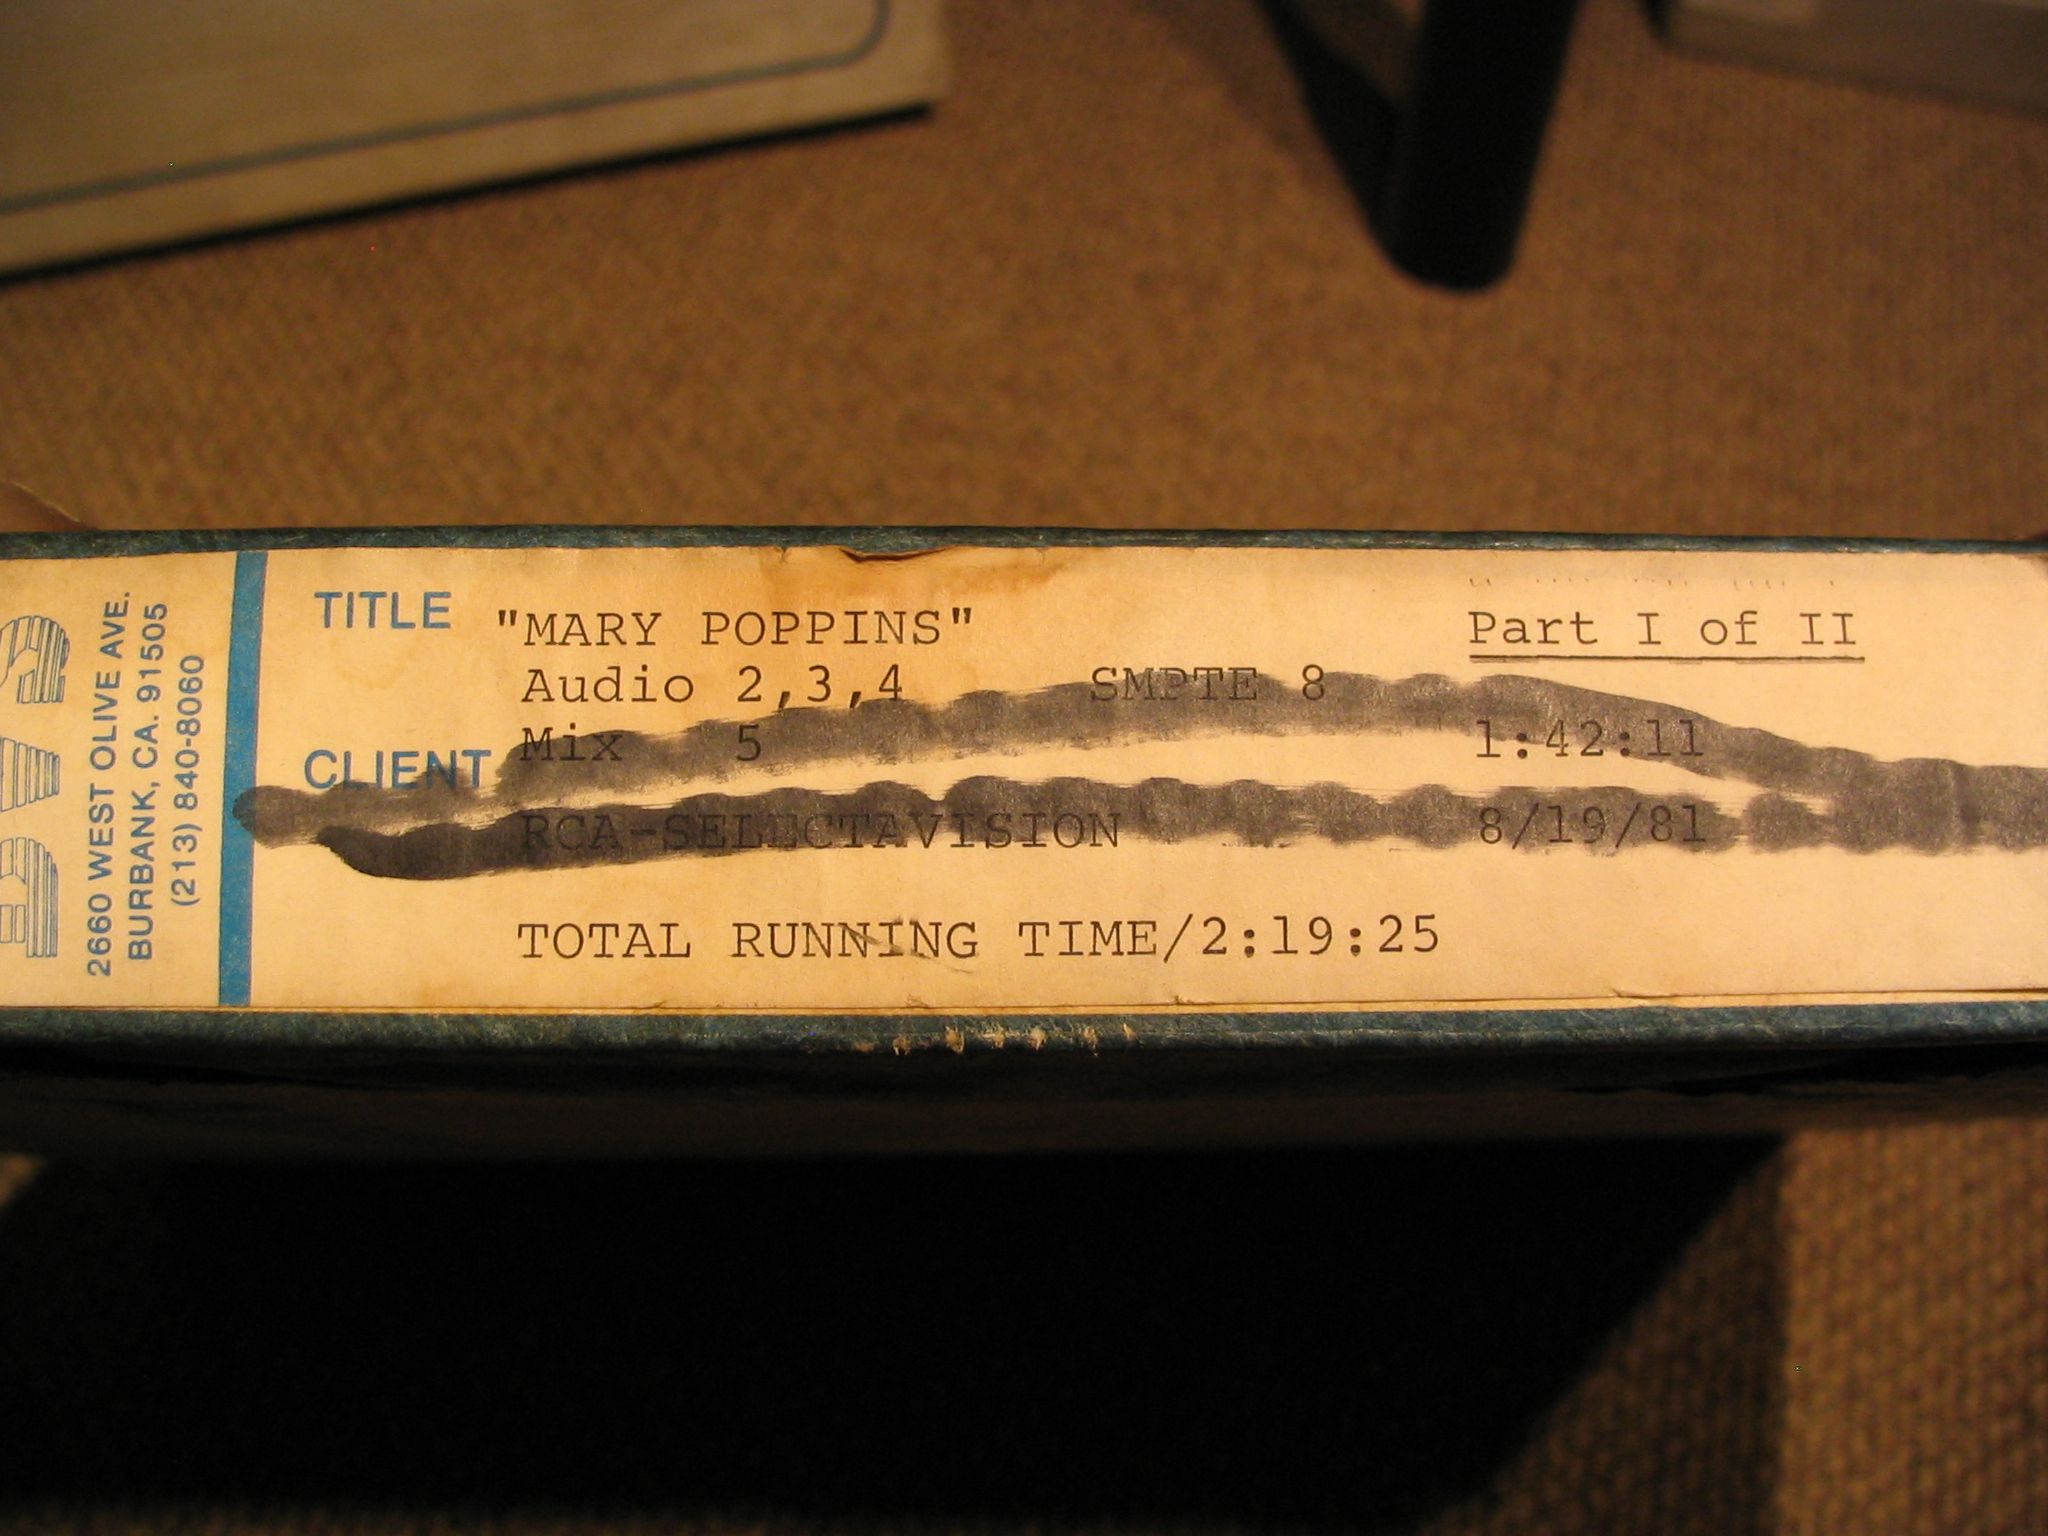 2660 WEST OLIVE AVE.
BURBANK, CA. 91505
(213) 840-8060
TITLE "MARY POPPINS" Part I of II
Audio 2,3,4 SMPTE 8
Mix 5 1:42:11
CLIENT
RCA-SELECTAVISION 8/19/81
TOTAL RUNNING TIME/2:19:25